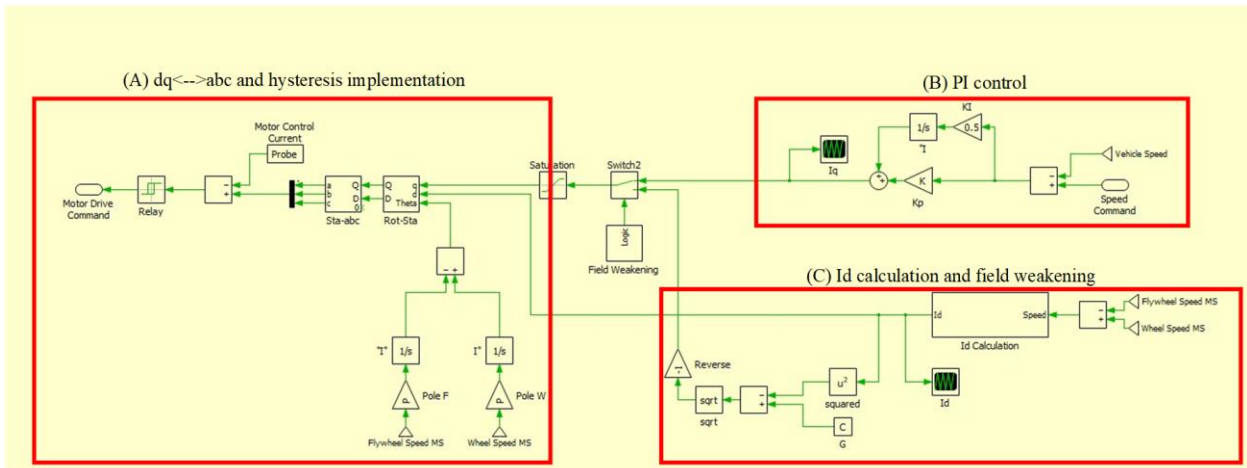 (A) dq<-->abc and hysteresis implementation
(B) PI control
Motor Control
Current
Probe
Motor Drive
Command
Relay
-
+
a
b
c
Q
D
Sta-abc
Q
D
q
d
Theta
Rot-Sta
Saturation
Switch2
Logic
Field Weakening
- +
"I"
1/s
I"
1/s
P
Pole F
P
Pole W
Flywheel Speed MS
Wheel Speed MS
Iq
KI
0.5
1/s
"I
+
+
K
Kp
-
+
Vehicle Speed
Speed
Command
(C) Id calculation and field weakening
Id
Speed
Id Calculation
-
+
Flywheel Speed MS
Wheel Speed MS
-1
Reverse
sqrt
sqrt
-
+
u²
squared
C
G
Id